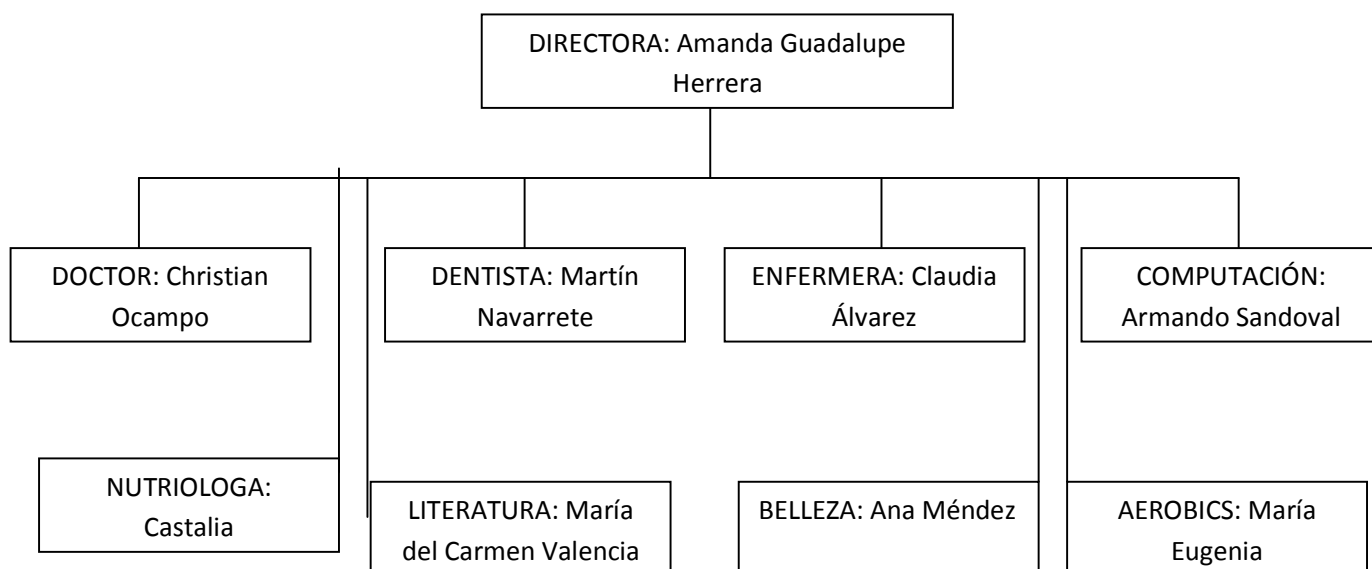 DIRECTORA: Amanda Guadalupe
Herrera
DOCTOR: Christian
Ocampo
DENTISTA: Martín
Navarrete
ENFERMERA: Claudia
Álvarez
COMPUTACIÓN:
Armando Sandoval
NUTRIOLOGA:
Castalia
LITERATURA: María
del Carmen Valencia
BELLEZA: Ana Méndez
AEROBICS: María
Eugenia